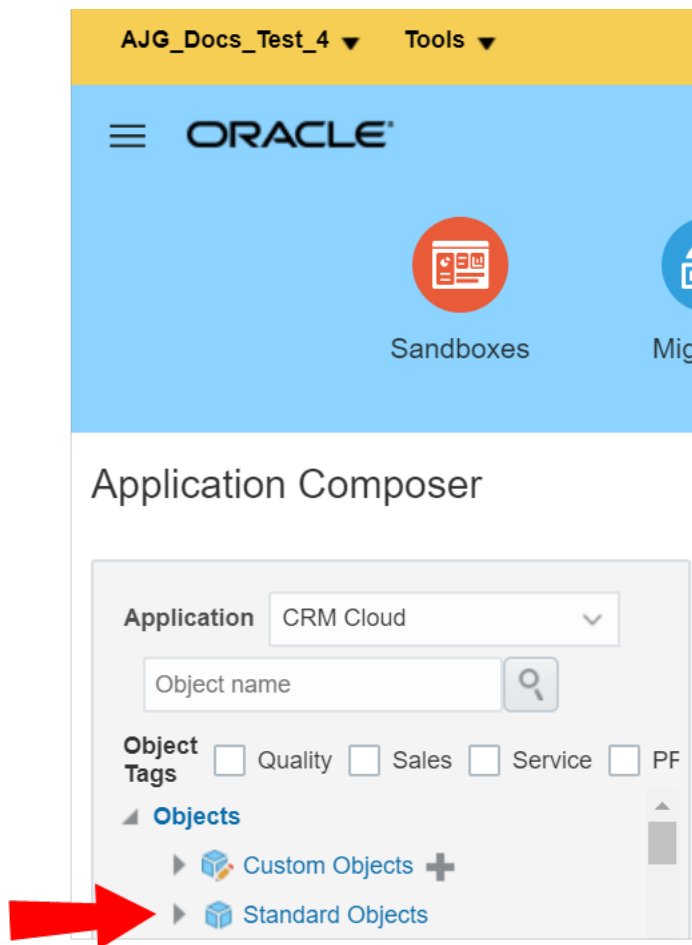 AJG_Docs_Test_4 Tools
ORACLE
Sandboxes
Application Composer
Application CRM Cloud
Object name
Object Tags Quality Sales Service
Objects
Custom Objects
Standard Objects